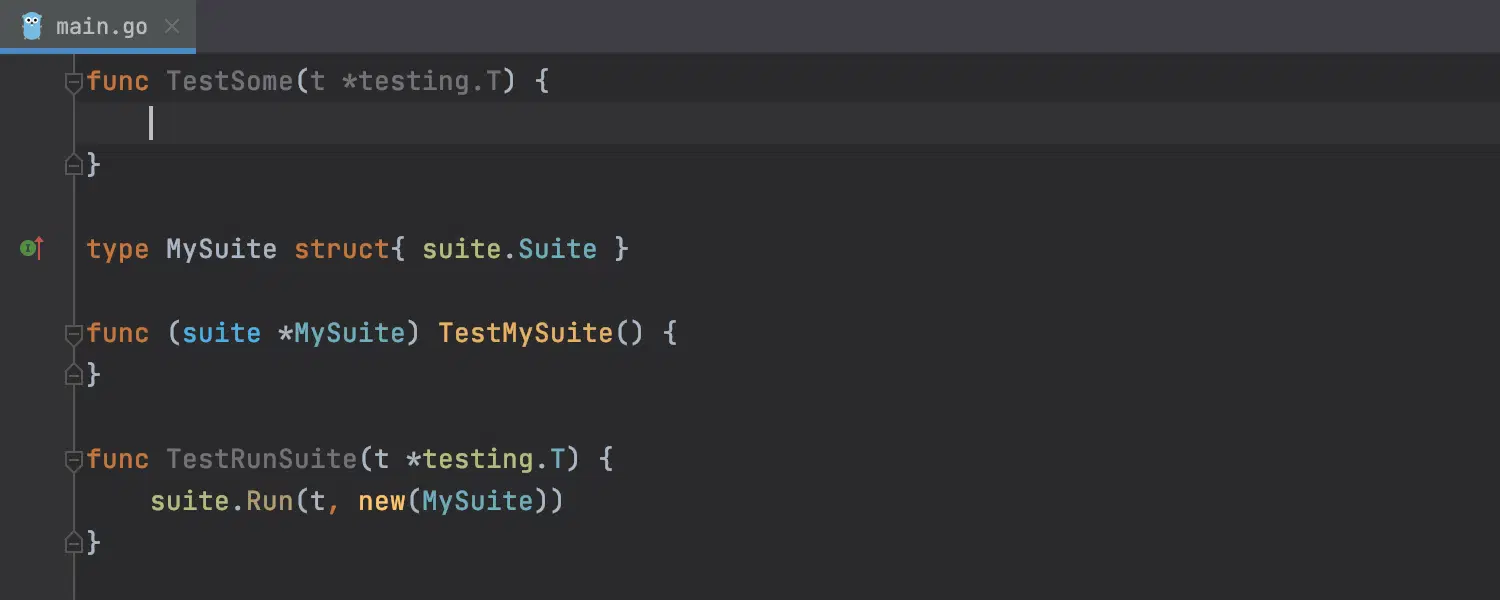 main.go
func TestSome(t *testing.T) {
}
type MySuite struct{ suite.Suite }
func (suite *MySuite) TestMySuite() {
}
func TestRunSuite(t *testing.T) {
    suite.Run(t, new(MySuite))
}